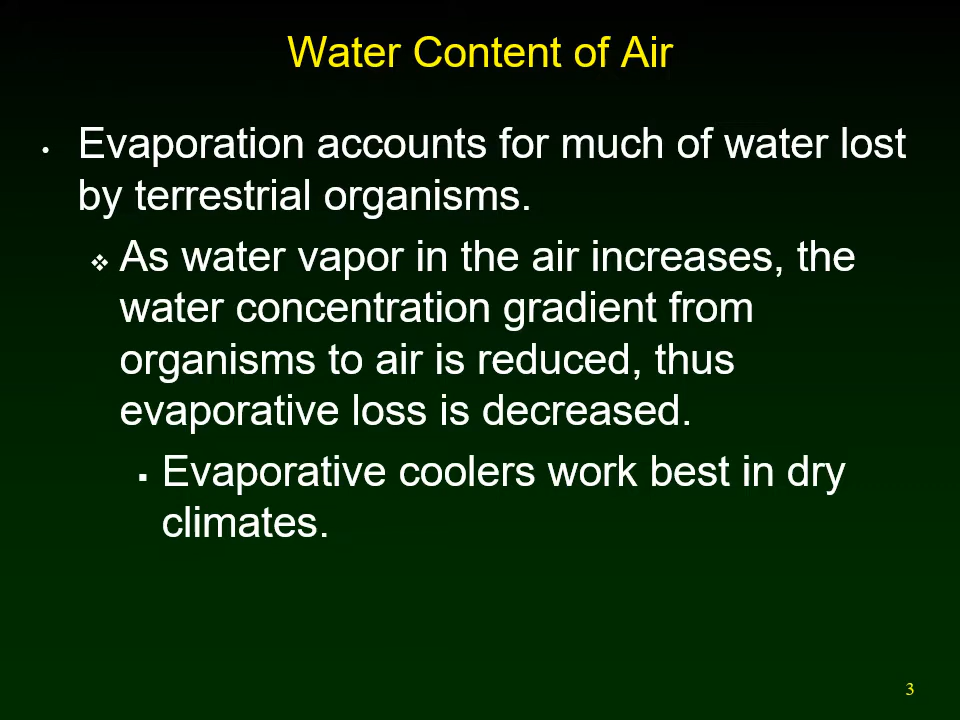 Water Content of Air
• Evaporation accounts for much of water lost
by terrestrial organisms.
❖ As water vapor in the air increases, the
water concentration gradient from
organisms to air is reduced, thus
evaporative loss is decreased.
▪ Evaporative coolers work best in dry
climates.
3